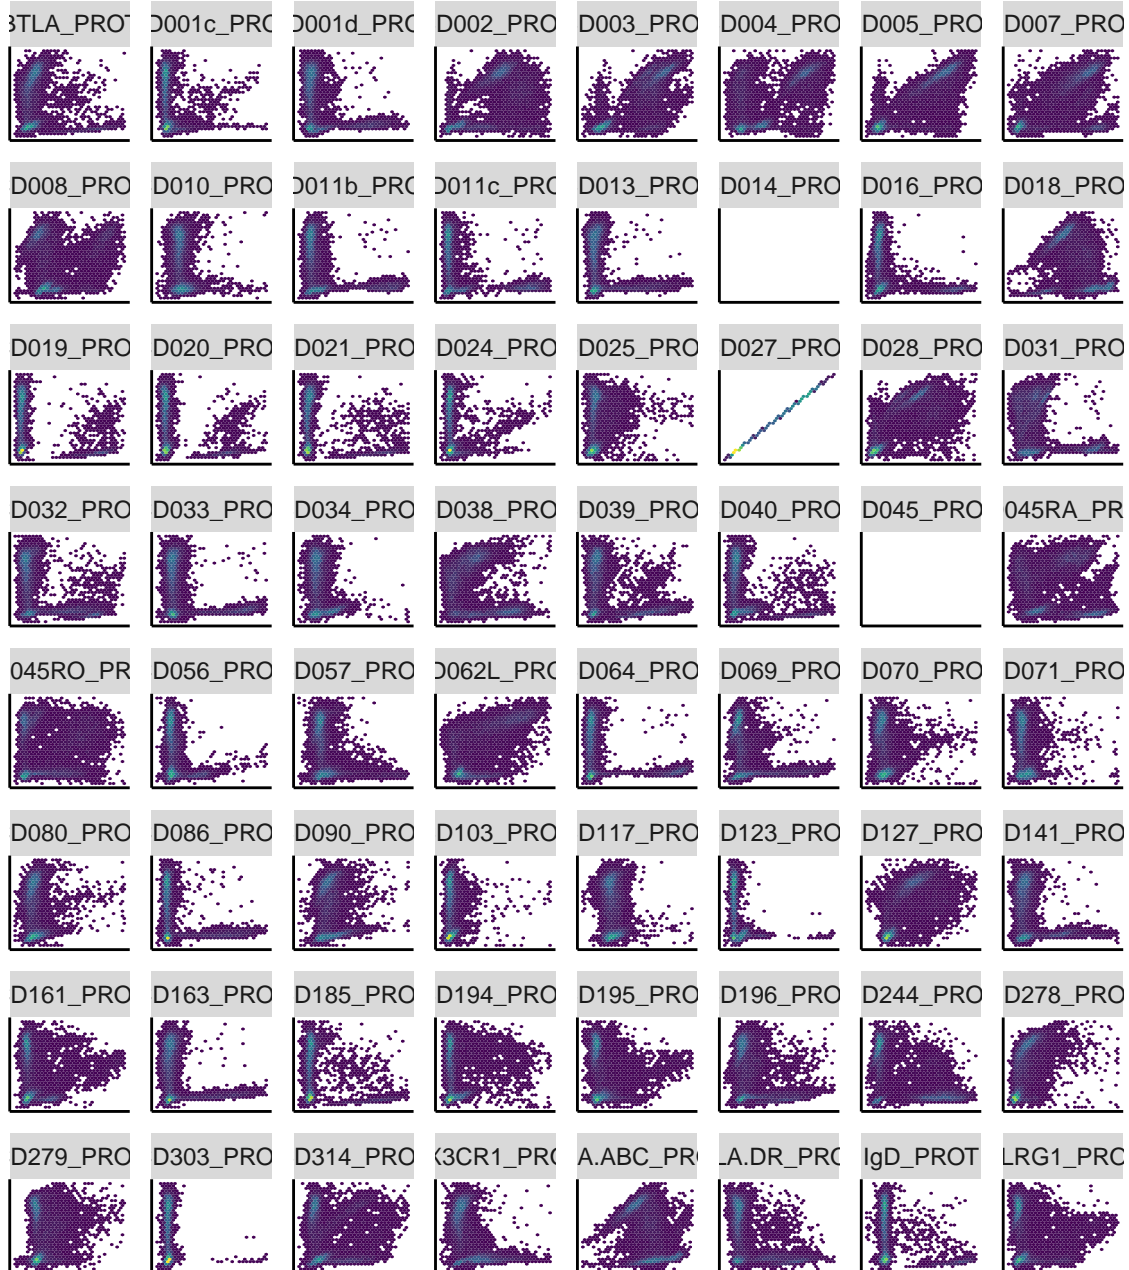 BTLA_PROT D001c_PRO D001d_PRO D002_PRO D003_PRO D004_PRO D005_PRO D007_PRO
D008_PRO D010_PRO D011b_PRO D011c_PRO D013_PRO D014_PRO D016_PRO D018_PRO
D019_PRO D020_PRO D021_PRO D024_PRO D025_PRO D027_PRO D028_PRO D031_PRO
D032_PRO D033_PRO D034_PRO D038_PRO D039_PRO D040_PRO D045_PRO 045RA_PR
045RO_PR D056_PRO D057_PRO D062L_PRO D064_PRO D069_PRO D070_PRO D071_PRO
D080_PRO D086_PRO D090_PRO D103_PRO D117_PRO D123_PRO D127_PRO D141_PRO
D161_PRO D163_PRO D185_PRO D194_PRO D195_PRO D196_PRO D244_PRO D278_PRO
D279_PRO D303_PRO D314_PRO X3CR1_PRO A.ABC_PR LA.DR_PRO IgD_PROT LRG1_PRO